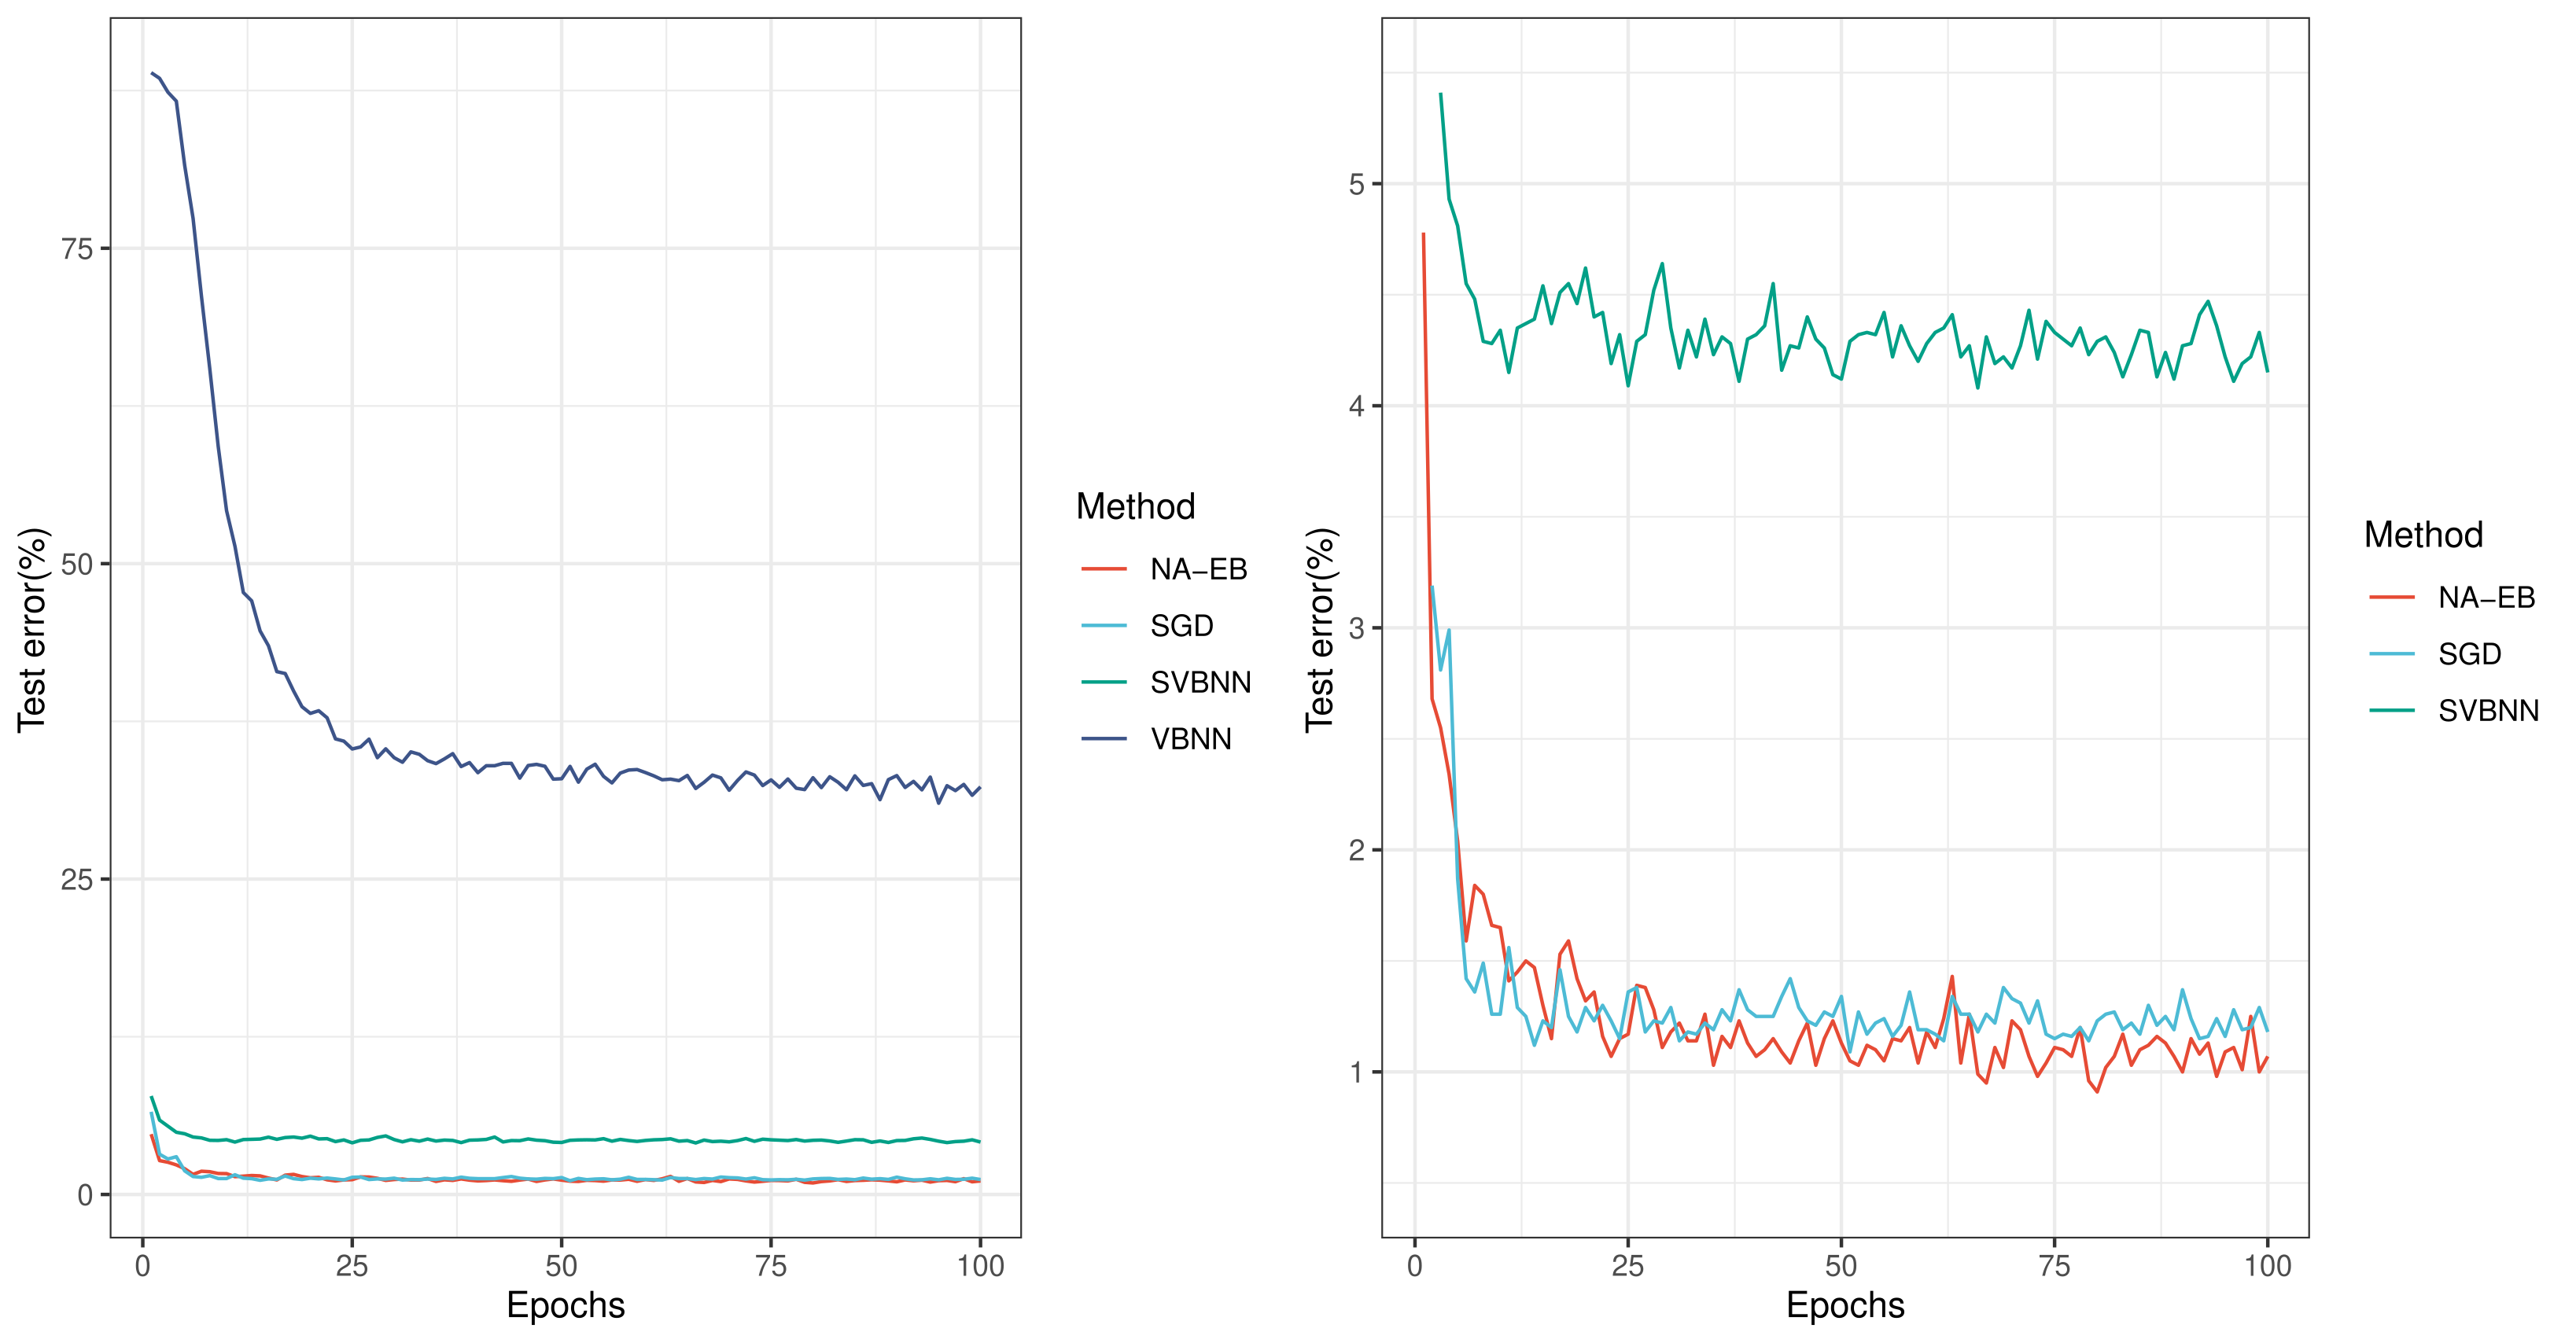 Test error(%)
75
50
25
0
0 25 50 75 100
Epochs
Method
NA−EB
SGD
SVBNN
VBNN
Test error(%)
5
4
3
2
1
0 25 50 75 100
Epochs
Method
NA−EB
SGD
SVBNN